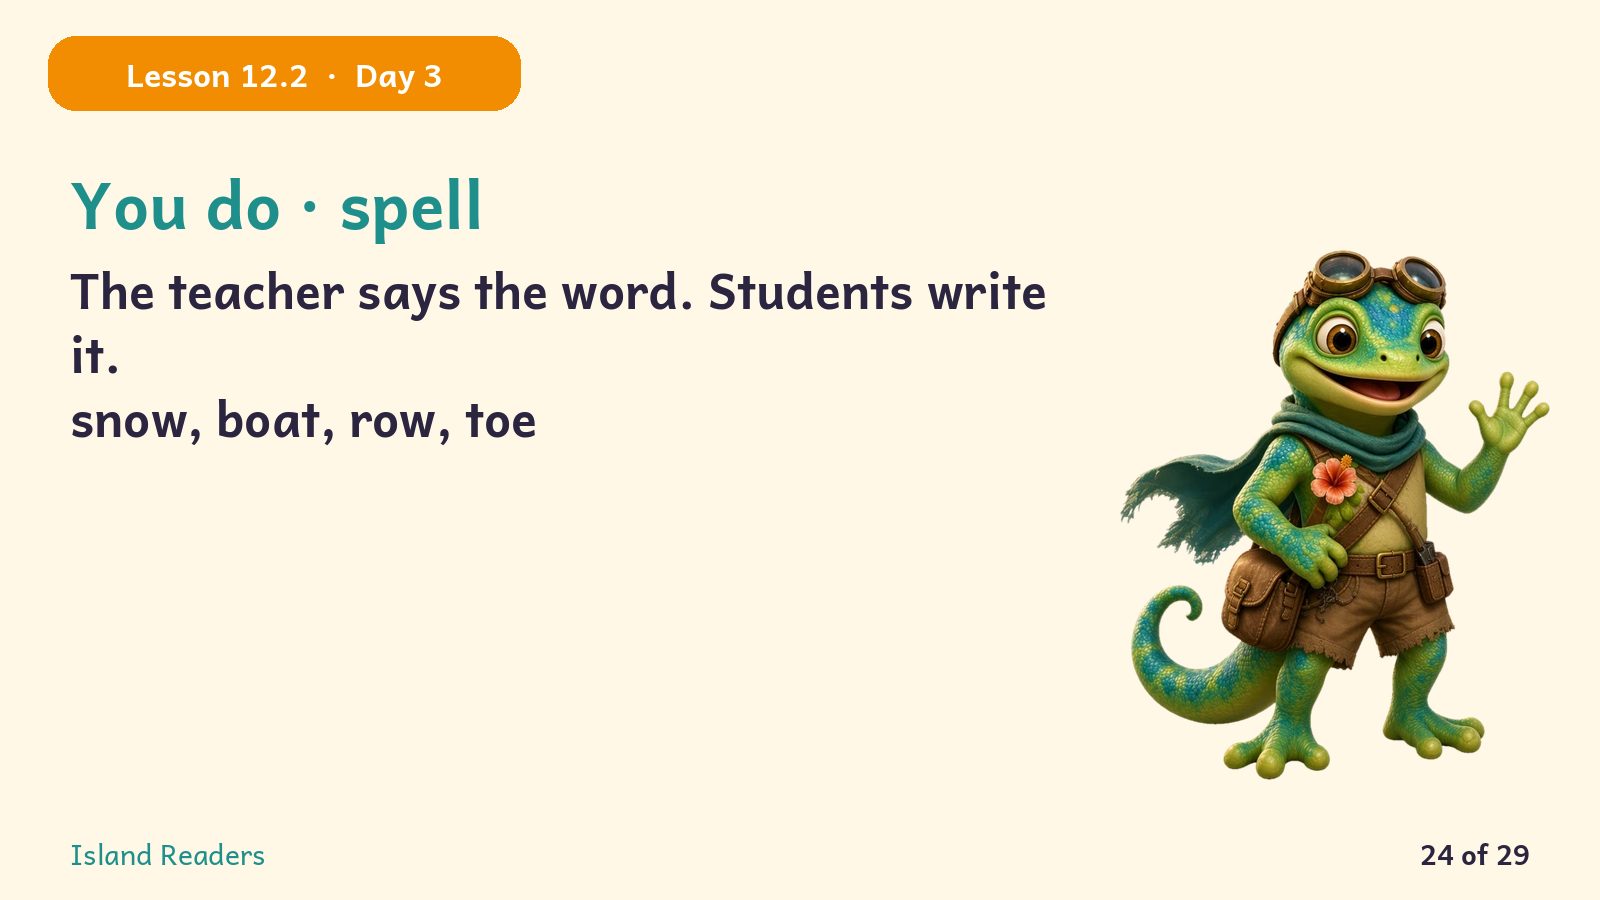 Lesson 12.2 · Day 3
You do · spell
The teacher says the word. Students write
it.
snow, boat, row, toe
Island Readers
24 of 29